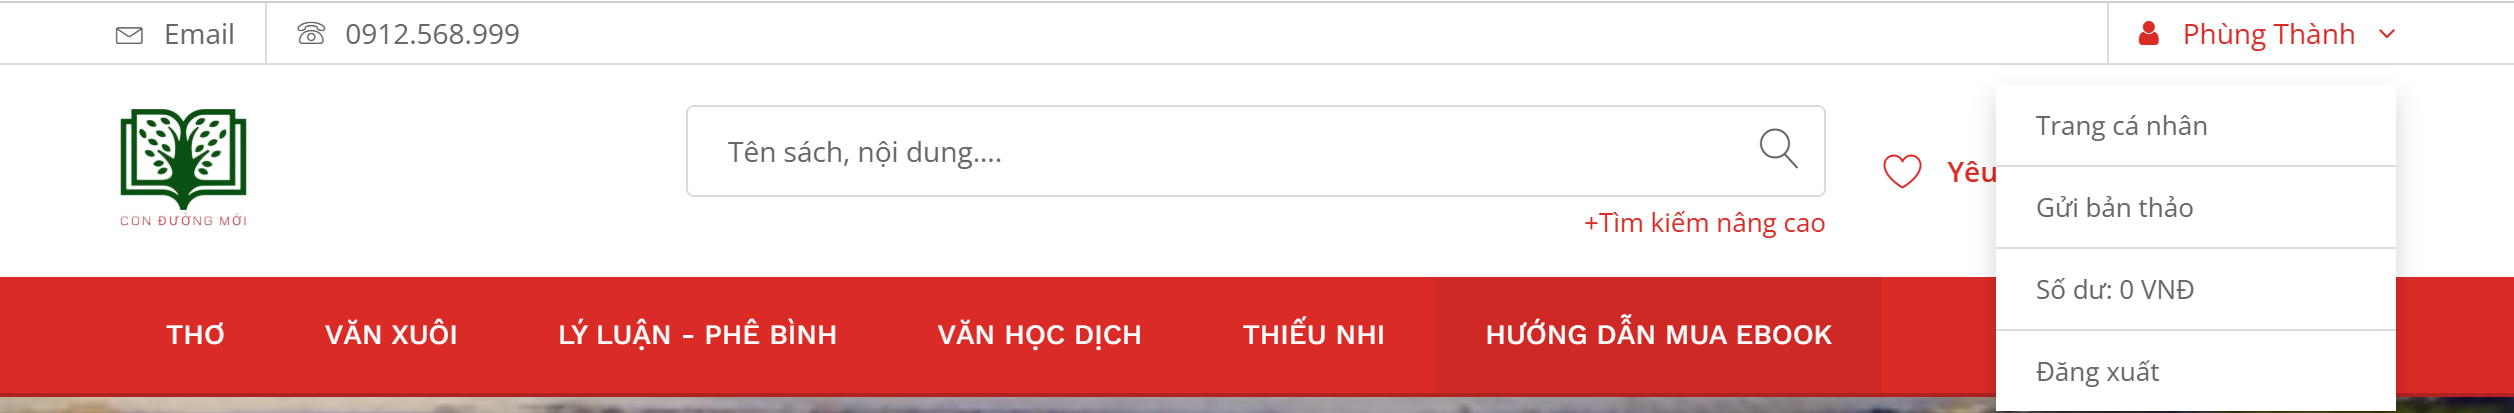 Email
0912.568.999
Phùng Thành
CON ĐƯỜNG MỚI
Tên sách, nội dung....
+Tìm kiếm nâng cao
Yêu
Trang cá nhân
Gửi bản thảo
Số dư: 0 VNĐ
Đăng xuất
THƠ
VĂN XUÔI
LÝ LUẬN - PHÊ BÌNH
VĂN HỌC DỊCH
THIẾU NHI
HƯỚNG DẪN MUA EBOOK